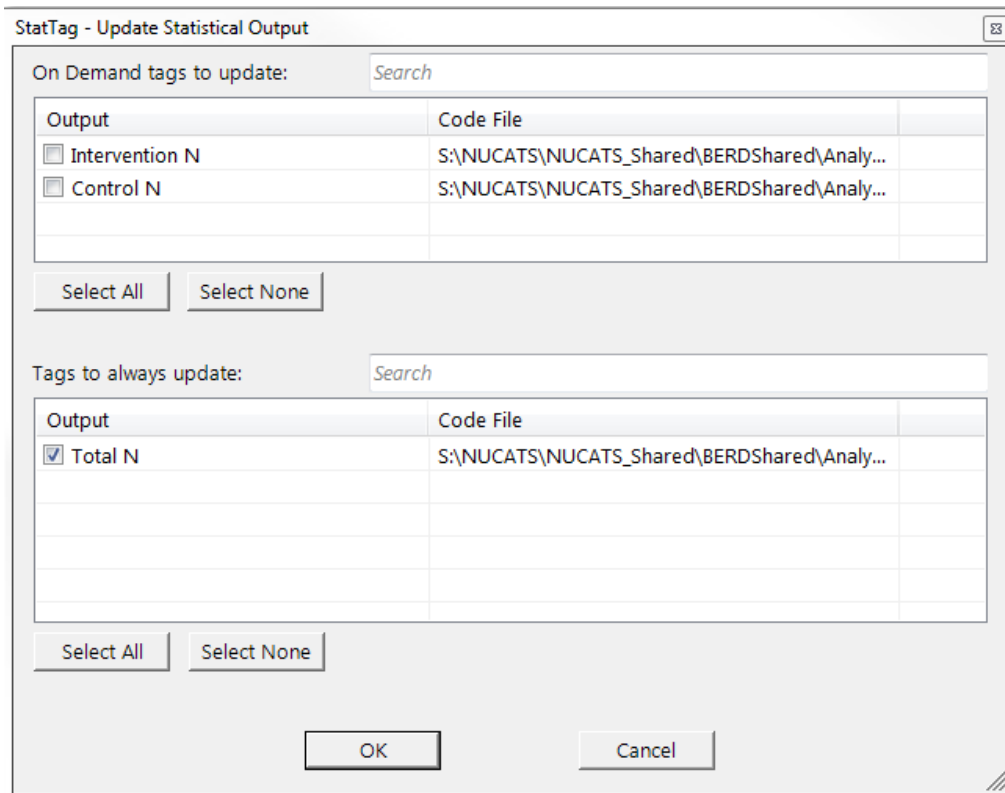 StatTag - Update Statistical Output
On Demand tags to update: Search
Output Code File
Intervention N S:\NUCATS\NUCATS_Shared\BERDShared\Analy...
Control N S:\NUCATS\NUCATS_Shared\BERDShared\Analy...
Select All Select None
Tags to always update: Search
Output Code File
Total N S:\NUCATS\NUCATS_Shared\BERDShared\Analy...
Select All Select None
OK Cancel